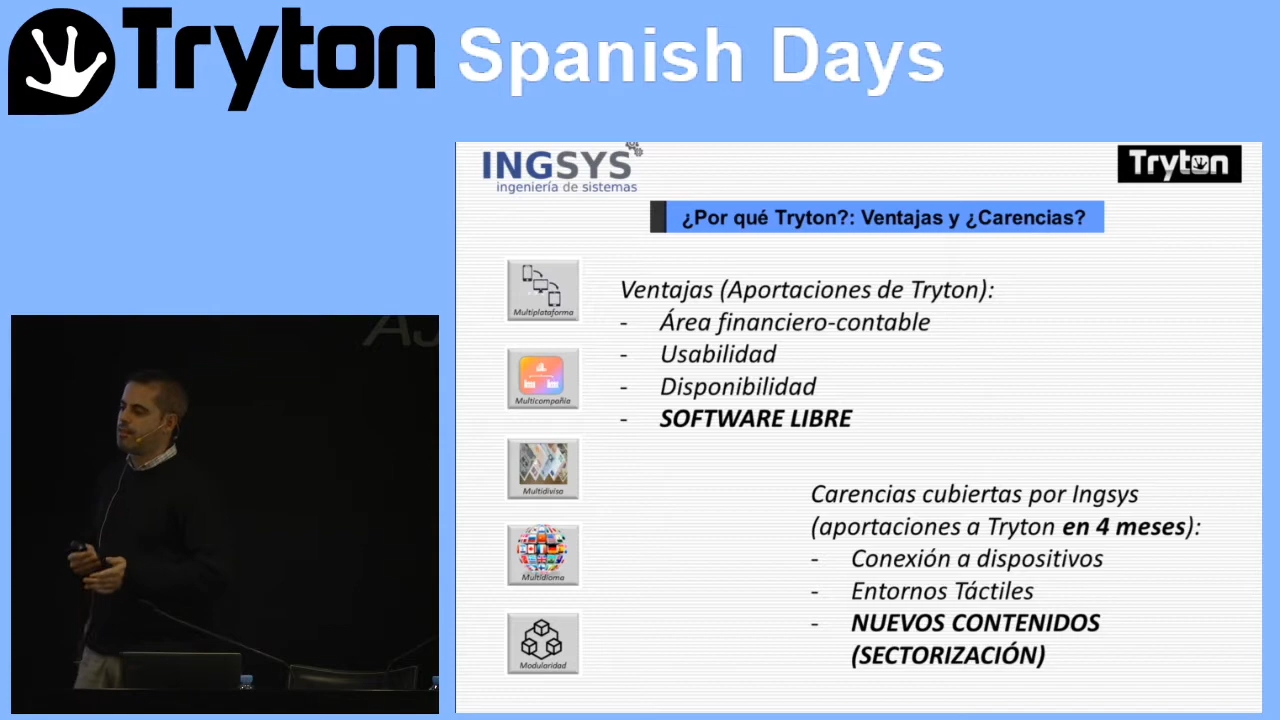 Tryton Spanish Days
INGSYS
ingeniería de sistemas
Tryton
¿Por qué Tryton?: Ventajas y ¿Carencias?
Multiplataforma
Multicompañia
Multidivisa
Multidioma
Modularidad
Ventajas (Aportaciones de Tryton):
- Área financiero-contable
- Usabilidad
- Disponibilidad
- SOFTWARE LIBRE
Carencias cubiertas por Ingsys
(aportaciones a Tryton en 4 meses):
- Conexión a dispositivos
- Entornos Táctiles
- NUEVOS CONTENIDOS
(SECTORIZACIÓN)